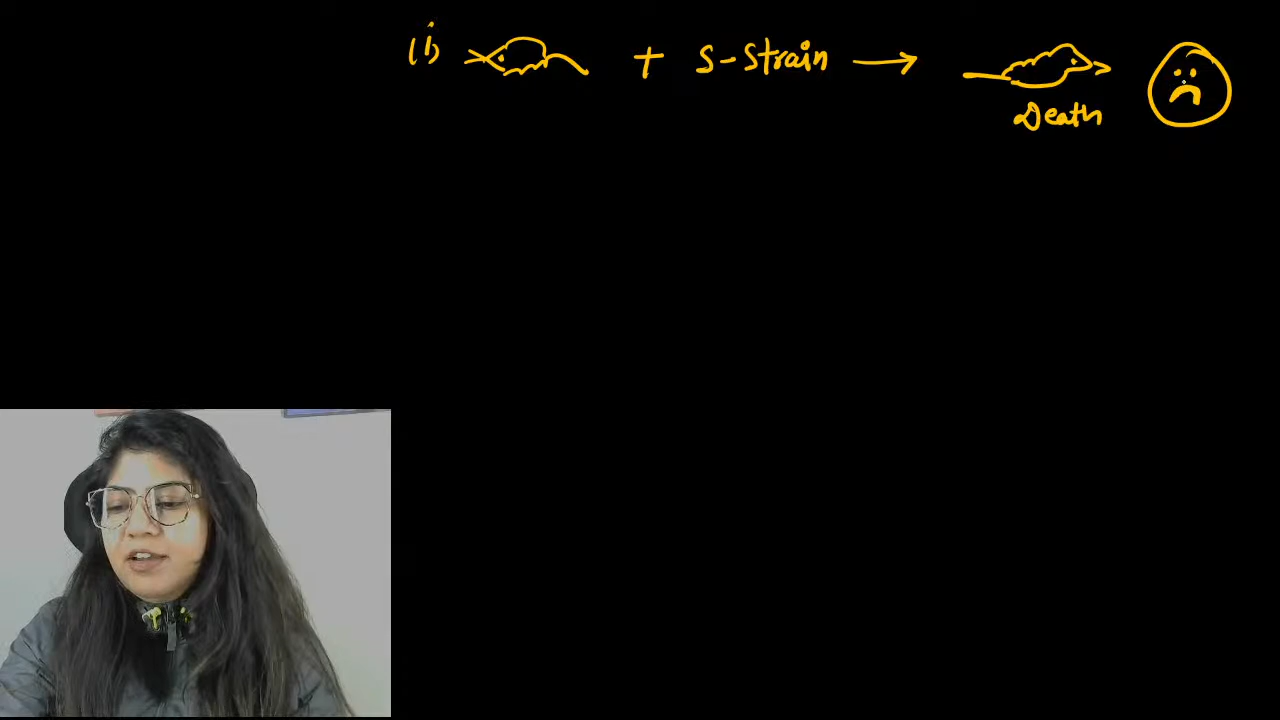 (i) + S-Strain →
Death